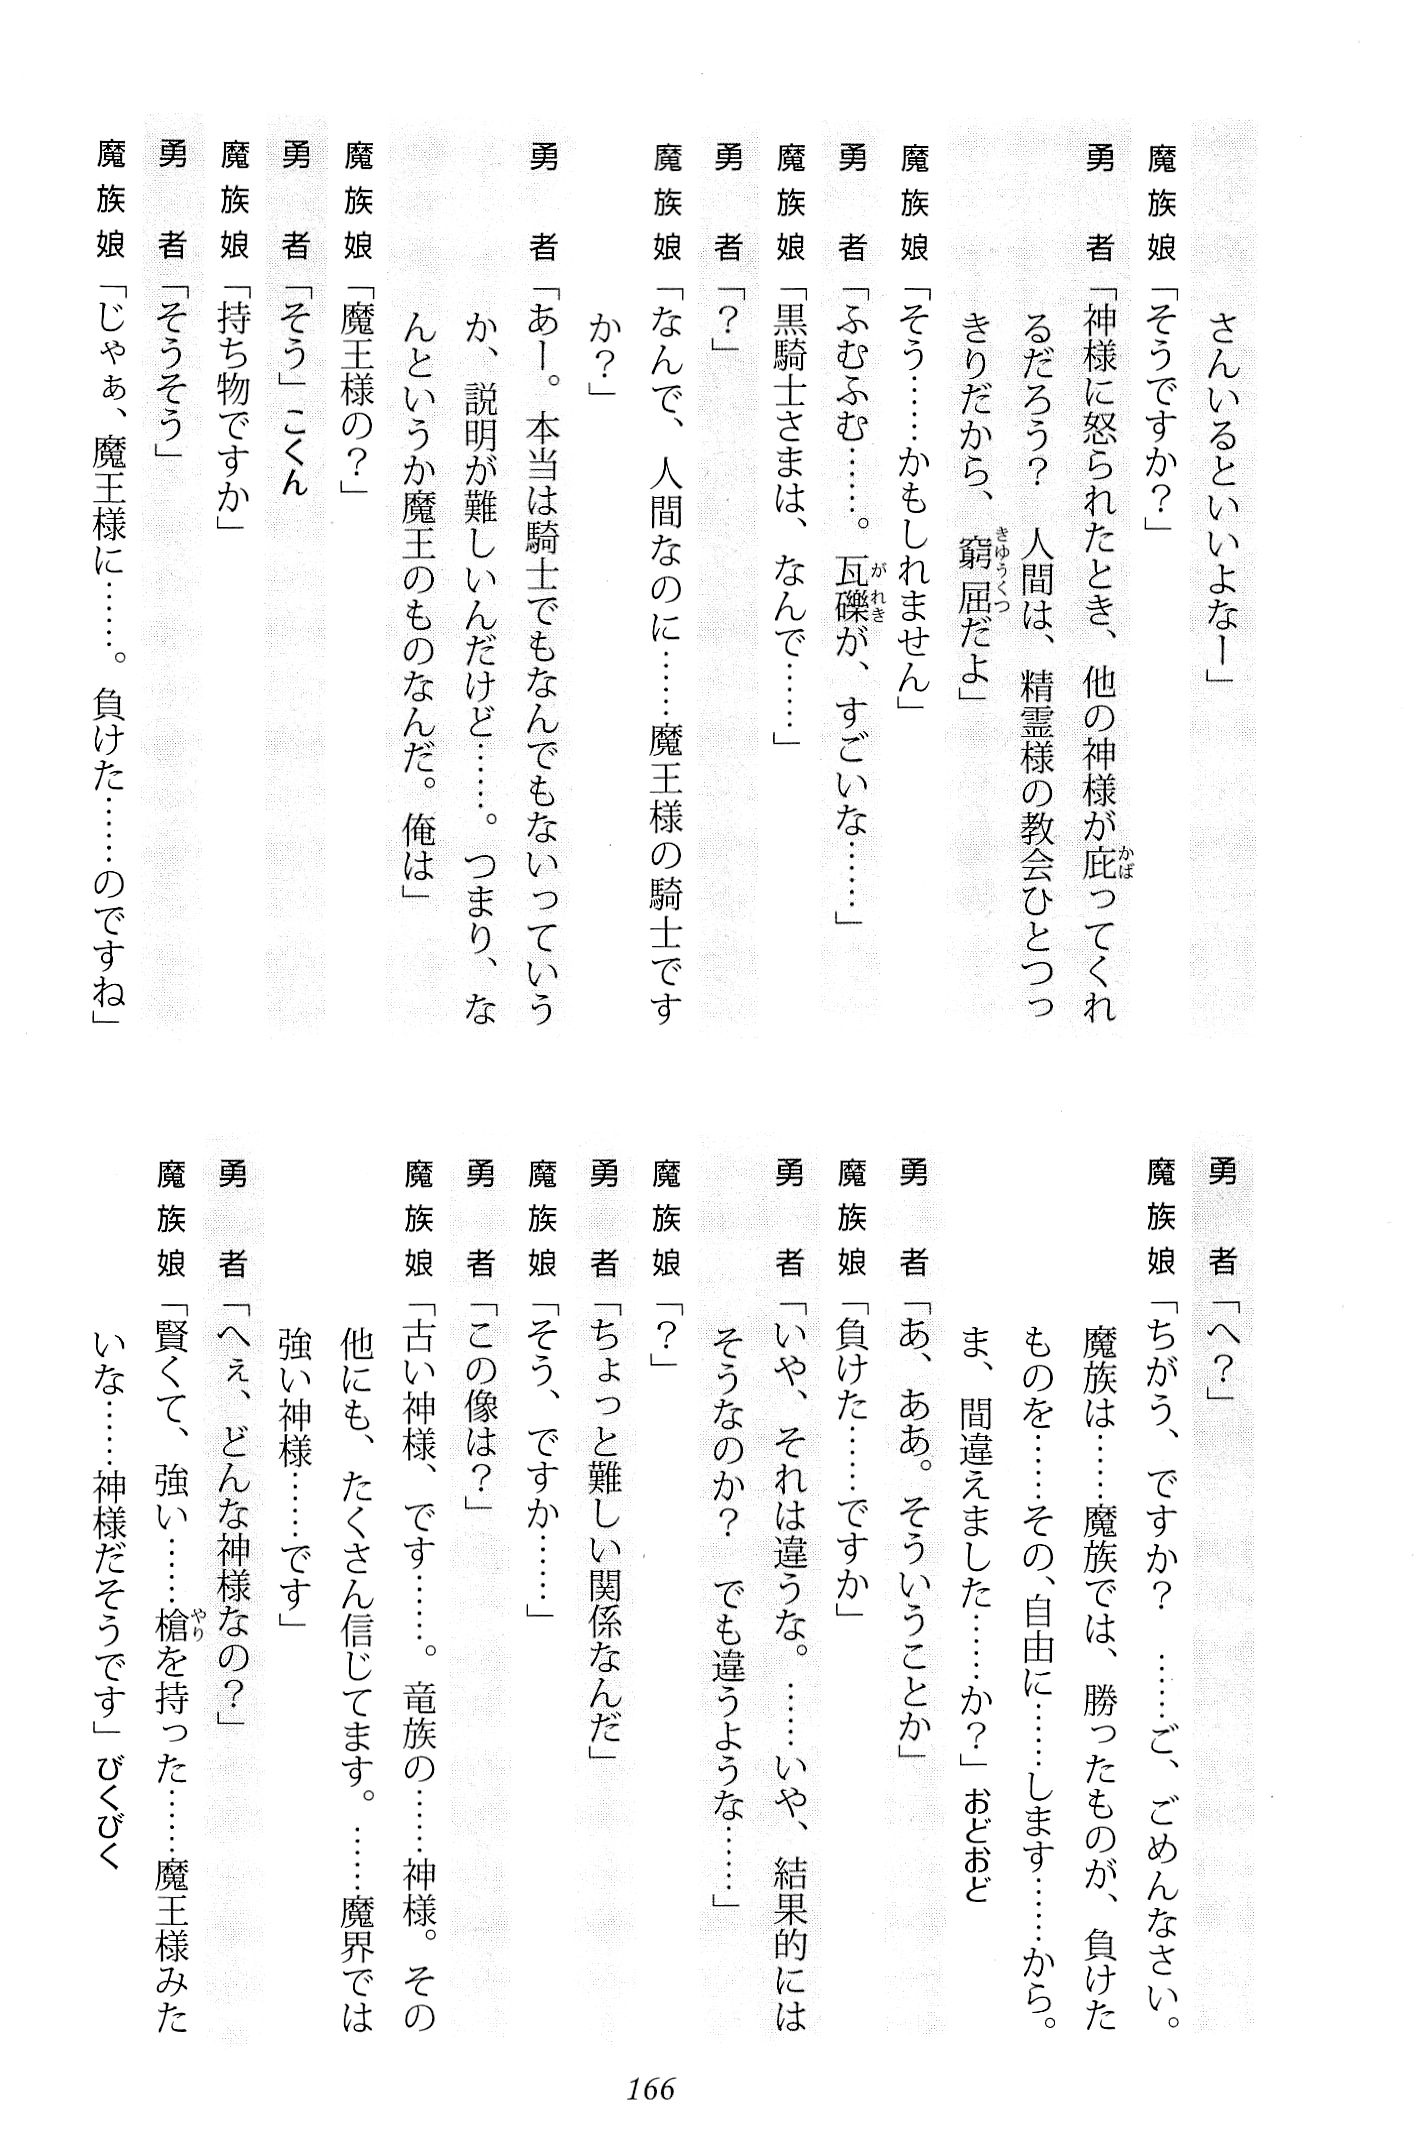 さんいるといいよなー」
魔族娘「そうですか?」
勇　者「神様に怒られたとき、他の神様が庇ってくれ
るだろう?　人間は、精霊様の教会ひとつっ
きりだから、窮屈だよ」
魔族娘「そう……かもしれません」
勇　者「ふむふむ……。瓦礫が、すごいな……」
魔族娘「黒騎士さまは、なんで……」
勇　者「?」
魔族娘「なんで、人間なのに……魔王様の騎士です
か?」
勇　者「あー。本当は騎士でもなんでもないっていう
か、説明が難しいんだけど……。つまり、な
んというか魔王のものなんだ。俺は」
魔族娘「魔王様の?」
勇　者「そう」こくん
魔族娘「持ち物ですか」
勇　者「そうそう」
魔族娘「じゃぁ、魔王様に……。負けた……のですね」
勇　者「へ?」
魔族娘「ちがう、ですか?　……ご、ごめんなさい。
魔族は……魔族では、勝ったものが、負けた
ものを……その、自由に……します……から。
ま、間違えました……か?」おどおど
勇　者「あ、ああ。そういうことか」
魔族娘「負けた……ですか」
勇　者「いや、それは違うな。……いや、結果的には
そうなのか?　でも違うような……」
魔族娘「?」
勇　者「ちょっと難しい関係なんだ」
魔族娘「そう、ですか……」
勇　者「この像は?」
魔族娘「古い神様、です……。竜族の……神様。その
他にも、たくさん信じてます。……魔界では
強い神様……です」
勇　者「へぇ、どんな神様なの?」
魔族娘「賢くて、強い……槍を持った……魔王様みた
いな……神様だそうです」びくびく
166